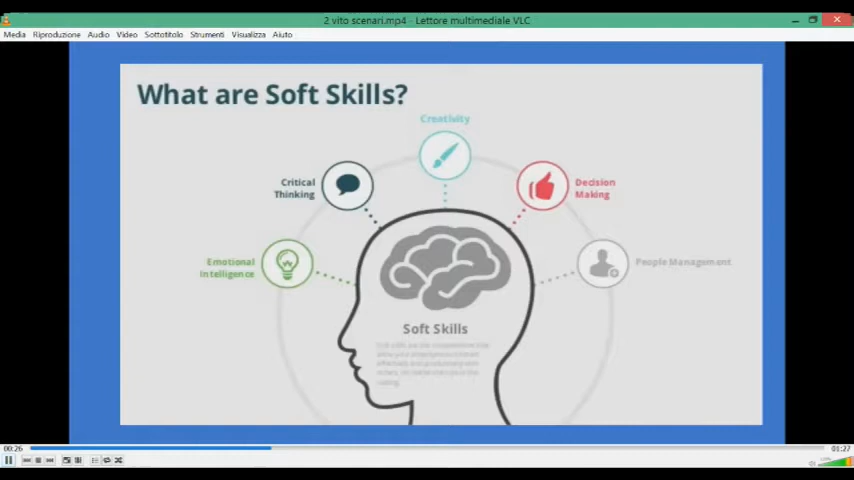 2 vito scenari.mp4 - Lettore multimediale VLC
Media Riproduzione Audio Video Sottotitolo Strumenti Visualizza Aiuto
What are Soft Skills?
Creativity
Critical
Thinking
Decision
Making
Emotional
Intelligence
People Management
Soft Skills
00:26
01:27